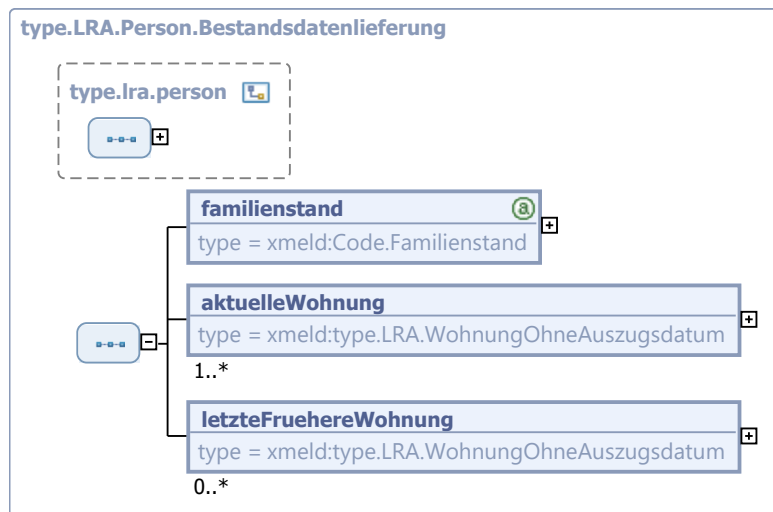 type.LRA.Person.Bestandsdatenlieferung
type.lra.person
familienstand
type = xmeld:Code.Familienstand
aktuelleWohnung
type = xmeld:type.LRA.WohnungOhneAuszugsdatum
1..*
letzteFruehereWohnung
type = xmeld:type.LRA.WohnungOhneAuszugsdatum
0..*